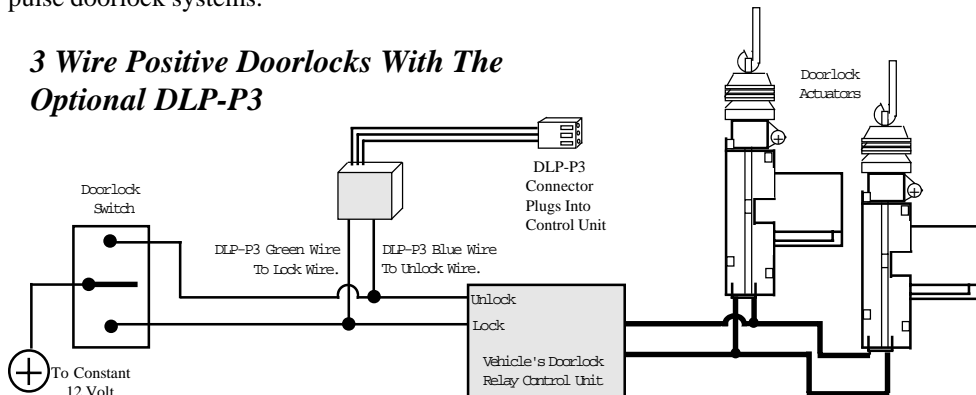 pulse doorlock systems.
3 Wire Positive Doorlocks With The
Optional DLP-P3
Doorlock
Actuators
DLP-P3
Connector
Plugs Into
Control Unit
Doorlock
Switch
DLP-P3 Green Wire
To Lock Wire.
DLP-P3 Blue Wire
To Unlock Wire.
Unlock
Lock
Vehicle's Doorlock
Relay Control Unit
To Constant
12 Volt